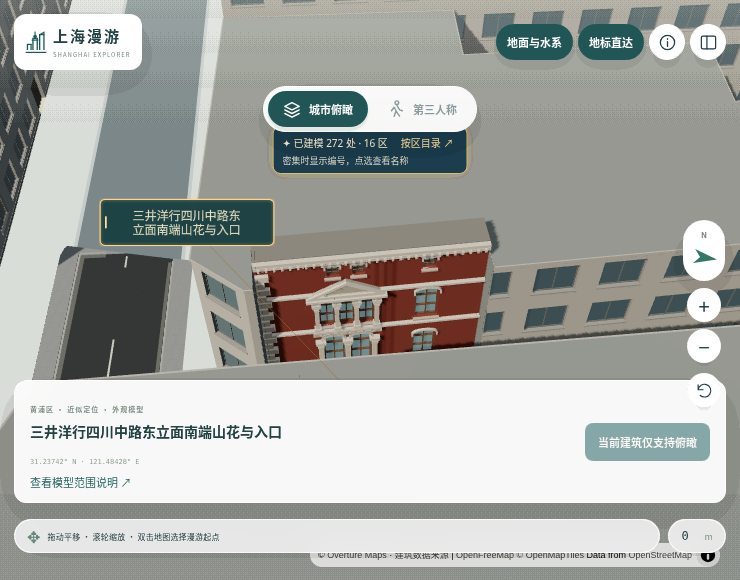 上海漫游
SHANGHAI EXPLORER
地面与水系
地标直达
城市俯瞰
第三人称
✦ 已建模 272 处 · 16 区 按区目录 ↗
密集时显示编号，点选查看名称
三井洋行四川中路东
立面南端山花与入口
N
+
−
黄浦区 · 近似定位 · 外观模型
三井洋行四川中路东立面南端山花与入口
31.23742° N · 121.48428° E
查看模型范围说明 ↗
当前建筑仅支持俯瞰
拖动平移 · 滚轮缩放 · 双击地图选择漫游起点
0 m
© Overture Maps · 建筑数据来源 | OpenFreeMap © OpenMapTiles Data from OpenStreetMap